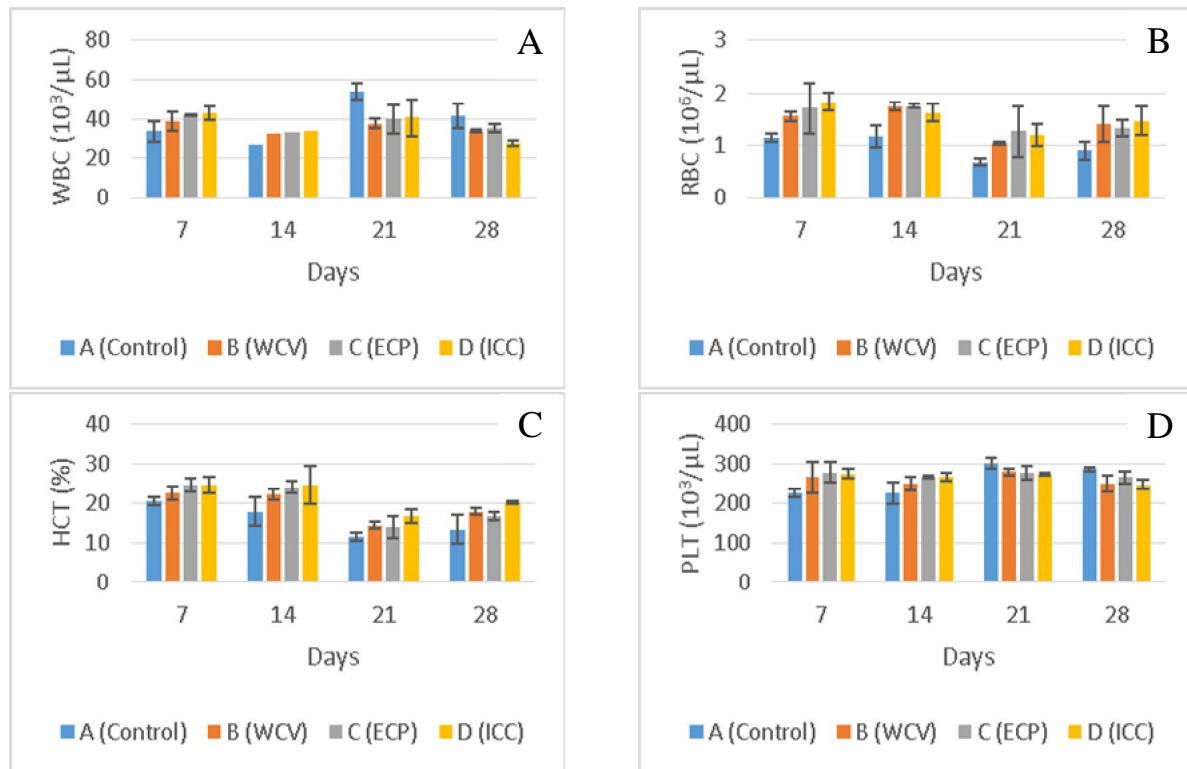 A
WBC (10³/µL)
80
60
40
20
0
7 14 21 28
Days
A (Control) B (WCV) C (ECP) D (ICC)
B
RBC (10⁶/µL)
3
2
1
0
7 14 21 28
Days
A (Control) B (WCV) C (ECP) D (ICC)
C
HCT (%)
40
30
20
10
0
7 14 21 28
Days
A (Control) B (WCV) C (ECP) D (ICC)
D
PLT (10³/µL)
400
300
200
100
0
7 14 21 28
Days
A (Control) B (WCV) C (ECP) D (ICC)